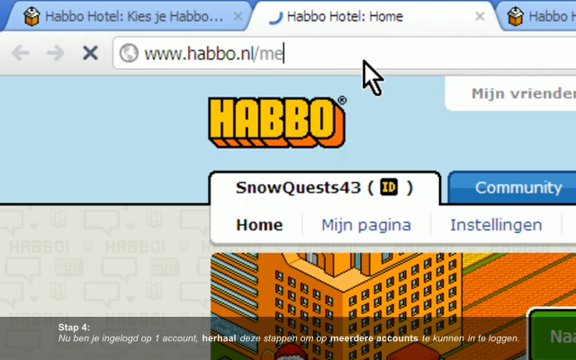 Habbo Hotel: Kies je Habbo...
Habbo Hotel: Home
Habbo H
www.habbo.nl/me
Mijn vrienden
HABBO®
SnowQuests43 ( ID )
Community
Home
Mijn pagina
Instellingen
Naa
Stap 4:
Nu ben je ingelogd op 1 account, herhaal deze stappen om op meerdere accounts te kunnen in te loggen.